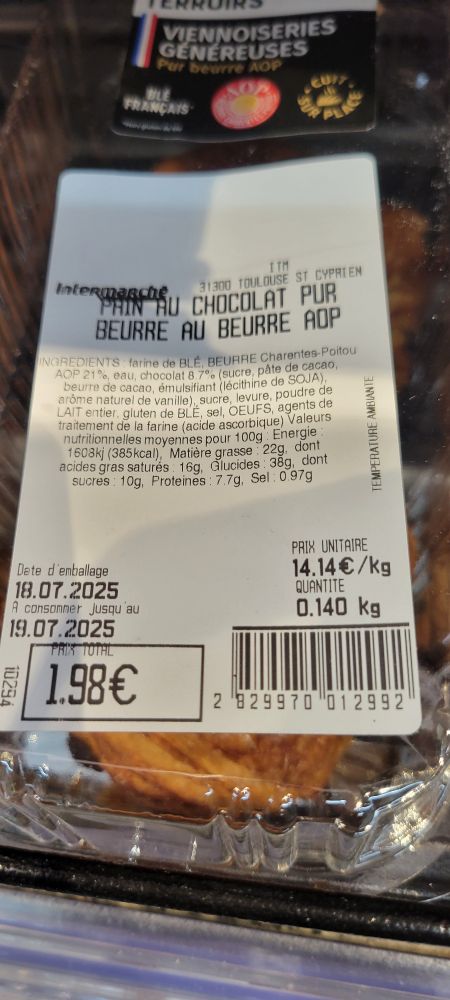 TERROIRS
VIENNOISERIES
GÉNÉREUSES
Pur beurre AOP
BLÉ
FRANÇAIS
AOP
CUIT
SUR PLACE
ITM
Intermarché
31300 TOULOUSE ST CYPRIEN
PAIN AU CHOCOLAT PUR
BEURRE AU BEURRE AOP
INGREDIENTS : farine de BLÉ, BEURRE Charentes-Poitou
AOP 21%, eau, chocolat 8.7% (sucre, pâte de cacao,
beurre de cacao, émulsifiant (lécithine de SOJA),
arôme naturel de vanille), sucre, levure, poudre de
LAIT entier, gluten de BLÉ, sel, OEUFS, agents de
traitement de la farine (acide ascorbique) Valeurs
nutritionnelles moyennes pour 100g : Energie :
1608kj (385kcal), Matière grasse : 22g, dont
acides gras saturés : 16g, Glucides : 38g, dont
sucres : 10g, Proteines : 7.7g, Sel : 0.97g
TEMPERATURE AMBIANTE
Date d'emballage
18.07.2025
A consommer jusqu'au
19.07.2025
PRIX UNITAIRE
14.14€/kg
QUANTITE
0.140 kg
PRIX TOTAL
1.98€
10294
2 829970 012992